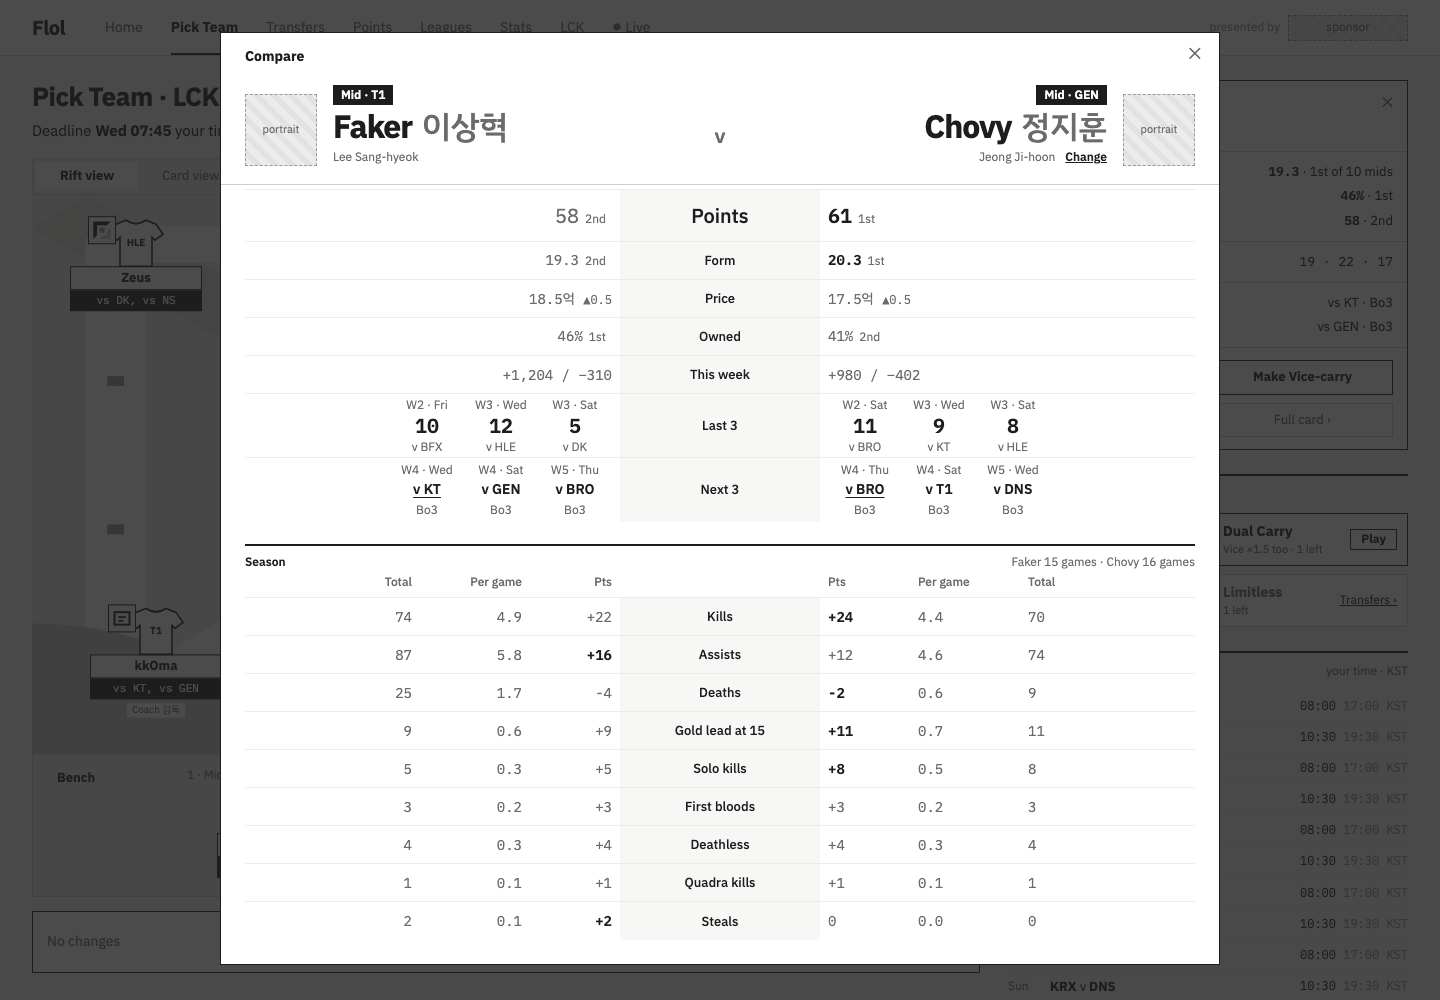 Flol Home Pick Team Transfers Points Leagues Stats LCK Live presented by sponsor
Compare
Pick Team · LCK
Deadline Wed 07:45 your
Rift view Card view
portrait
Mid · T1
Faker 이상혁
Lee Sang-hyeok
v
Mid · GEN
Chovy 정지훈
Jeong Ji-hoon Change
portrait
58 2nd Points 61 1st
19.3 2nd Form 20.3 1st
18.5억 ▲0.5 Price 17.5억 ▲0.5
46% 1st Owned 41% 2nd
+1,204 / −310 This week +980 / −402
W2 · Fri W3 · Wed W3 · Sat W2 · Sat W3 · Wed W3 · Sat
10 12 5 Last 3 11 9 8
v BFX v HLE v DK v BRO v KT v HLE
W4 · Wed W4 · Sat W5 · Thu W4 · Thu W4 · Sat W5 · Wed
v KT v GEN v BRO Next 3 v BRO v T1 v DNS
Bo3 Bo3 Bo3 Bo3 Bo3 Bo3
Season Faker 15 games · Chovy 16 games
Total Per game Pts Pts Per game Total
74 4.9 +22 Kills +24 4.4 70
87 5.8 +16 Assists +12 4.6 74
25 1.7 -4 Deaths -2 0.6 9
9 0.6 +9 Gold lead at 15 +11 0.7 11
5 0.3 +5 Solo kills +8 0.5 8
3 0.2 +3 First bloods +3 0.2 3
4 0.3 +4 Deathless +4 0.3 4
1 0.1 +1 Quadra kills +1 0.1 1
2 0.1 +2 Steals 0 0.0 0
HLE
Zeus
vs DK, vs NS
T1
kkOma
vs KT, vs GEN
Coach 감독
Bench 1 · Mid
No changes
19.3 · 1st of 10 mids
46% · 1st
58 · 2nd
19 · 22 · 17
vs KT · Bo3
vs GEN · Bo3
Make Vice-carry
Full card ›
Dual Carry
Vice ×1.5 too · 1 left
Play
Limitless
1 left
Transfers ›
your time · KST
08:00 17:00 KST
10:30 19:30 KST
08:00 17:00 KST
10:30 19:30 KST
08:00 17:00 KST
10:30 19:30 KST
08:00 17:00 KST
10:30 19:30 KST
08:00 17:00 KST
Sun KRX v DNS 10:30 19:30 KST